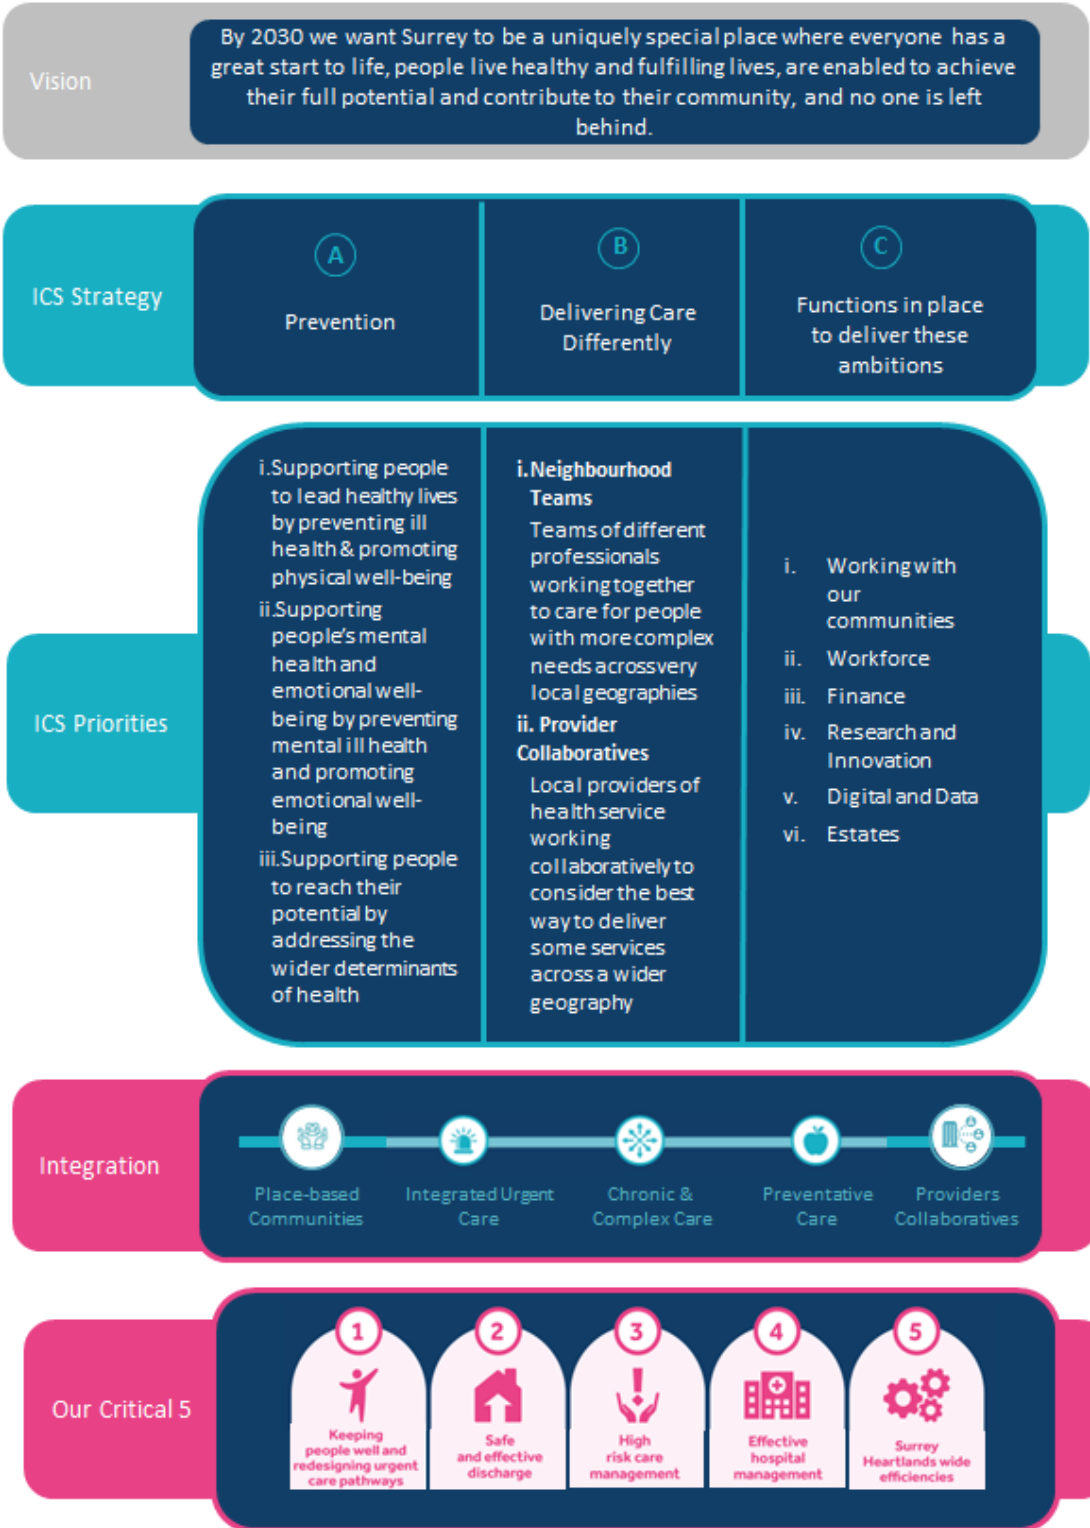 Vision
By 2030 we want Surrey to be a uniquely special place where everyone has a
great start to life, people live healthy and fulfilling lives, are enabled to achieve
their full potential and contribute to their community, and no one is left
behind.
ICS Strategy
A
Prevention
B
Delivering Care
Differently
C
Functions in place
to deliver these
ambitions
ICS Priorities
i.Supporting people
to lead healthy lives
by preventing ill
health & promoting
physical well-being
ii.Supporting
people's mental
health and
emotional well-
being by preventing
mental ill health
and promoting
emotional well-
being
iii.Supporting people
to reach their
potential by
addressing the
wider determinants
of health
i. Neighbourhood
Teams
Teams of different
professionals
working together
to care for people
with more complex
needs across very
local geographies
ii. Provider
Collaboratives
Local providers of
health service
working
collaboratively to
consider the best
way to deliver
some services
across a wider
geography
i. Working with
our
communities
ii. Workforce
iii. Finance
iv. Research and
Innovation
v. Digital and Data
vi. Estates
Integration
Place-based
Communities
Integrated Urgent
Care
Chronic &
Complex Care
Preventative
Care
Providers
Collaboratives
Our Critical 5
1
Keeping
people well and
redesigning urgent
care pathways
2
Safe
and effective
discharge
3
High
risk care
management
4
Effective
hospital
management
5
Surrey
Heartlands wide
efficiencies